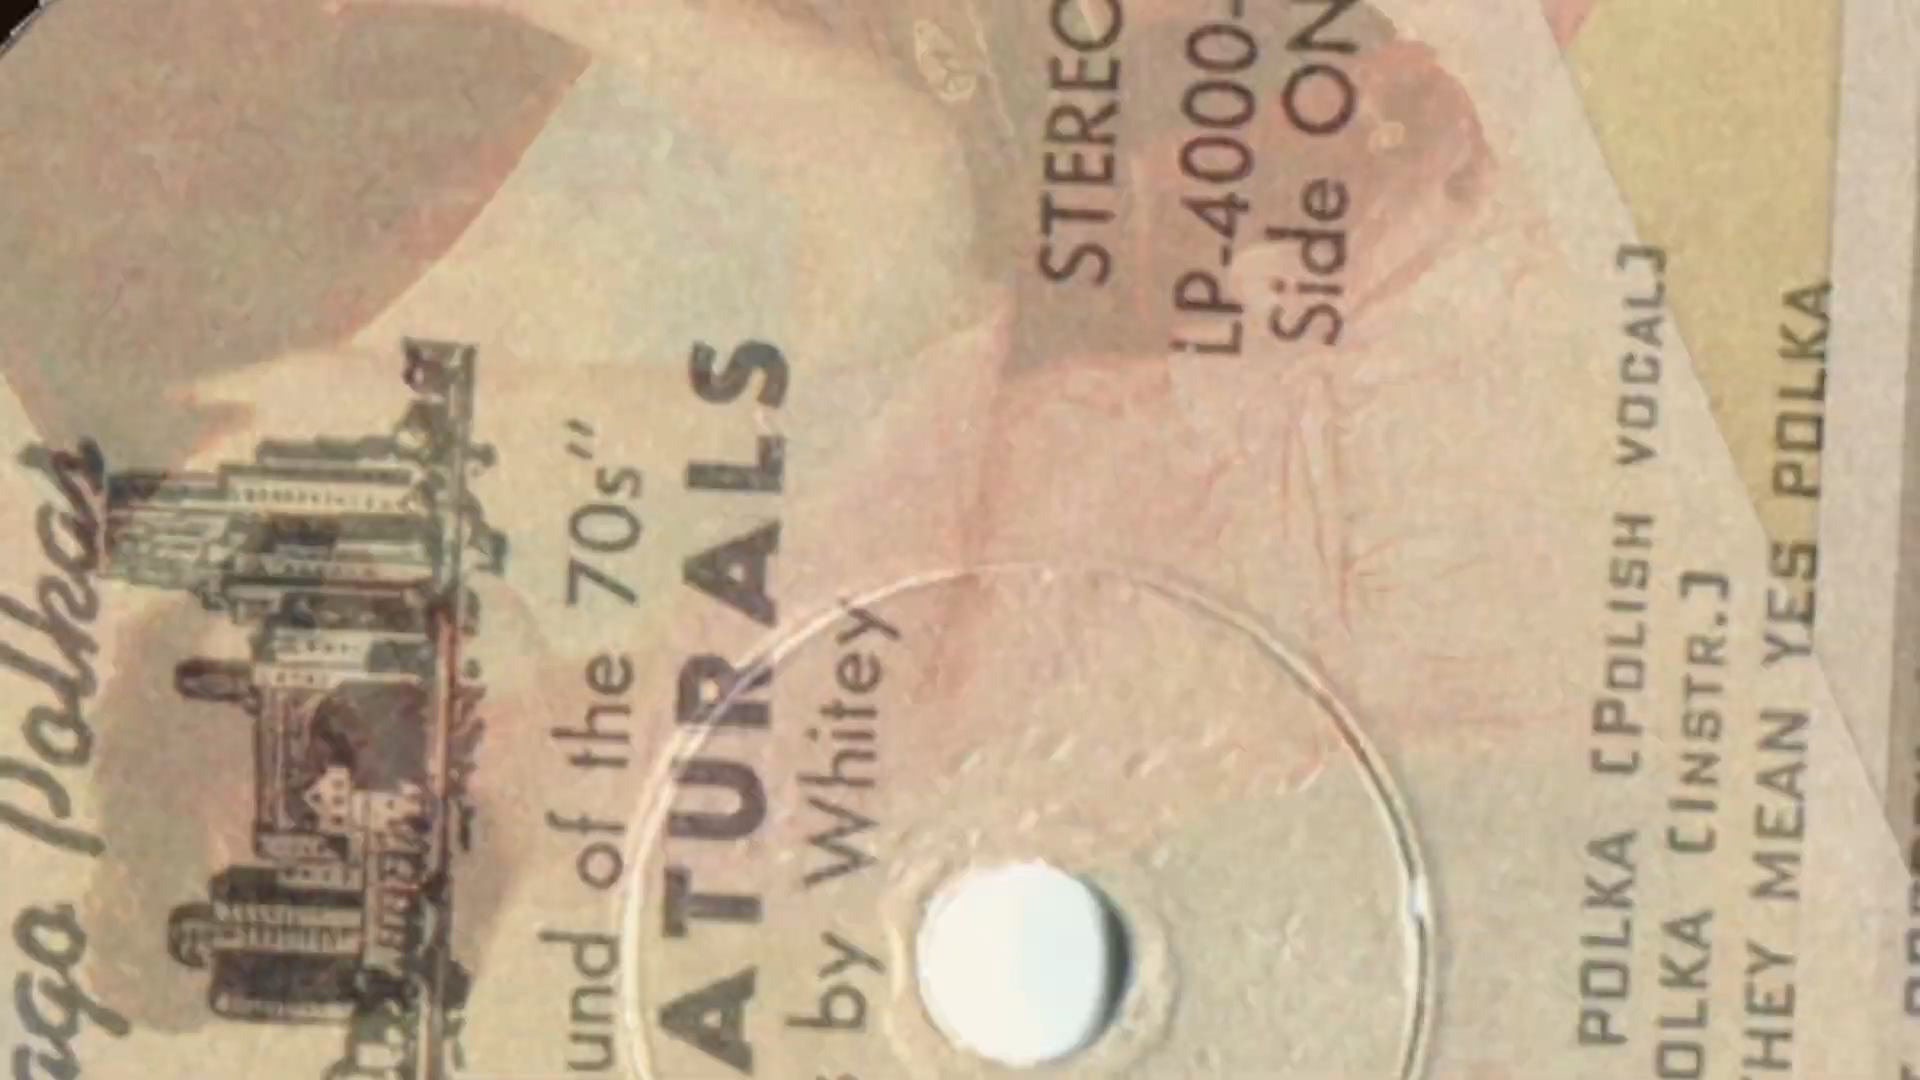 ago Polkas
und of the 70s"
ATURALS
by Whitey
STEREO
LP-4000-
Side ON
POLKA [POLISH VOCAL]
OLKA [INSTR.]
HEY MEAN YES POLKA